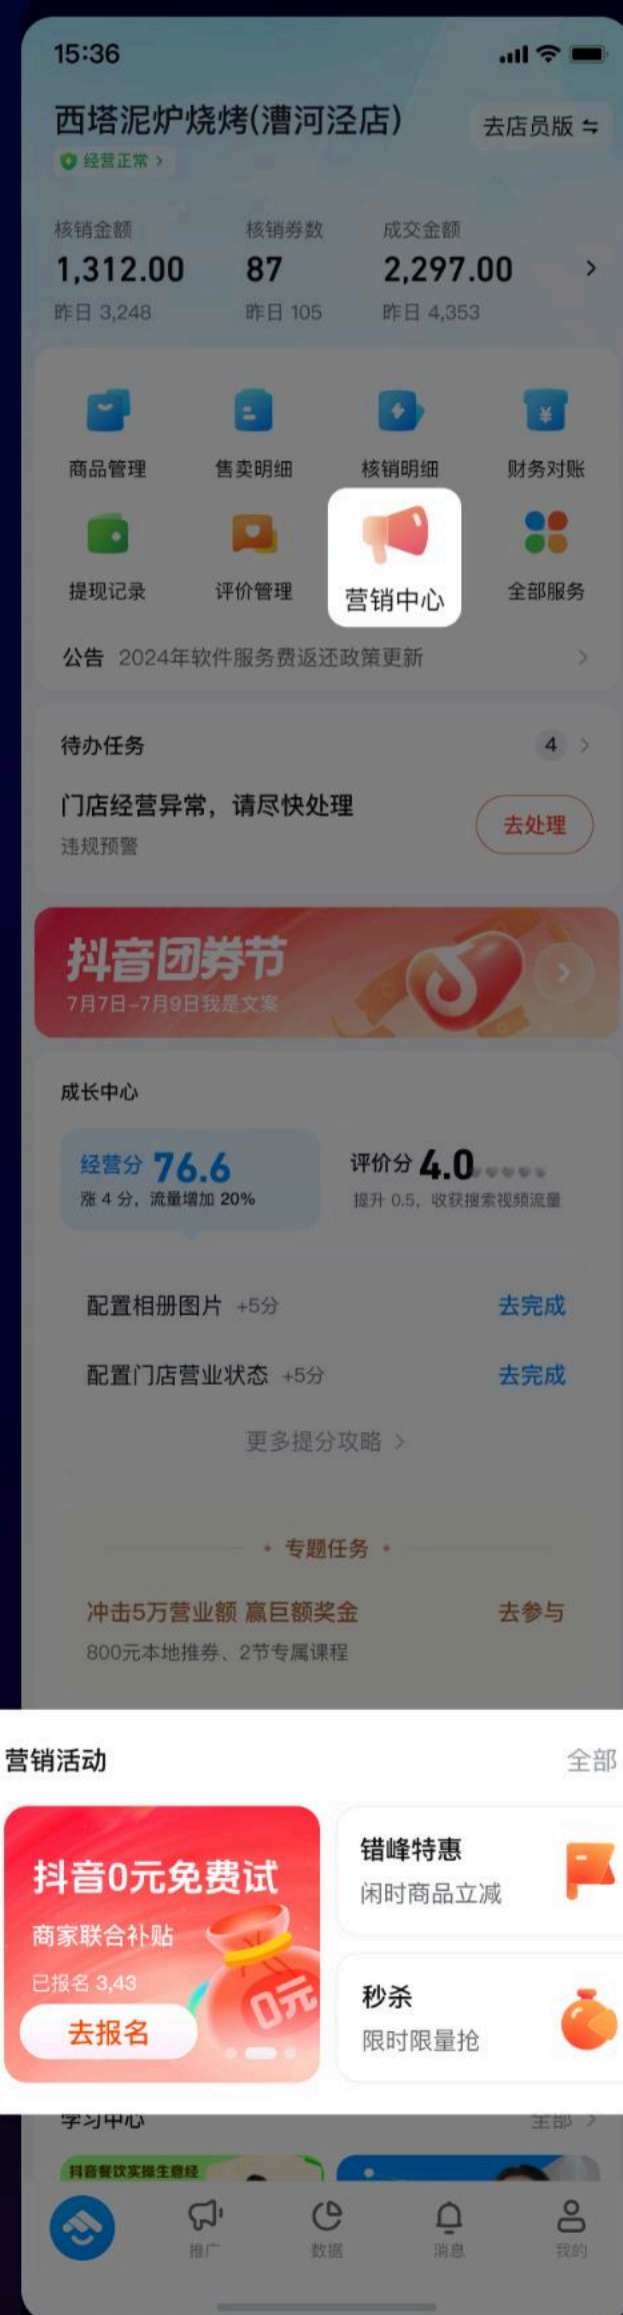 15:36
西塔泥炉烧烤(漕河泾店)
去店员版
经营正常 >
核销金额 核销券数 成交金额
1,312.00 87 2,297.00 >
昨日 3,248 昨日 105 昨日 4,353
商品管理 售卖明细 核销明细 财务对账
提现记录 评价管理 营销中心 全部服务
公告 2024年软件服务费返还政策更新 >
待办任务 4 >
门店经营异常，请尽快处理
违规预警
去处理
抖音团券节
7月7日-7月9日我是文案
成长中心
经营分 76.6
涨 4 分，流量增加 20%
评价分 4.0
提升 0.5，收获搜索视频流量
配置相册图片 +5分 去完成
配置门店营业状态 +5分 去完成
更多提分攻略 >
专题任务
冲击5万营业额 赢巨额奖金 去参与
800元本地推券、2节专属课程
营销活动 全部
抖音0元免费试
商家联合补贴
已报名 3,43
去报名
0元
错峰特惠
闲时商品立减
秒杀
限时限量抢
学习中心 全部 >
抖音餐饮实操生意经
推广 数据 消息 我的